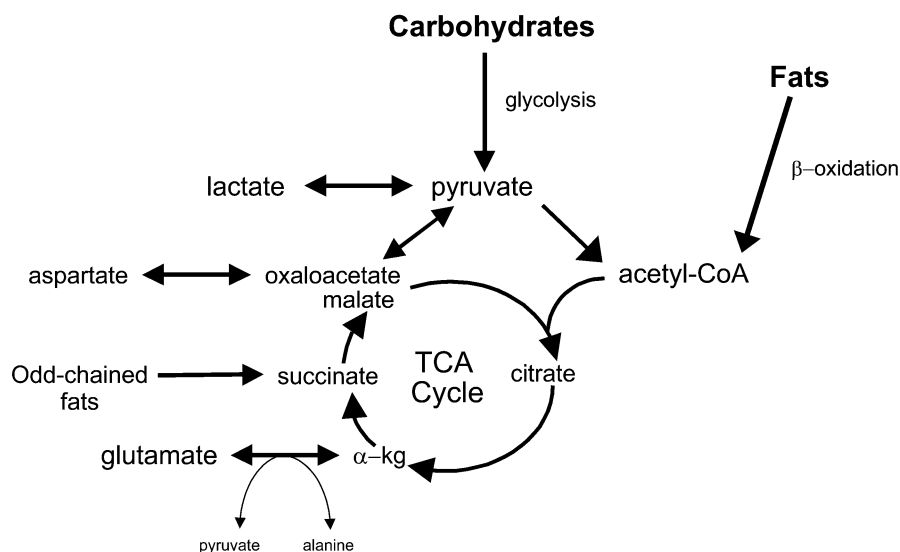 Carbohydrates
Fats
glycolysis
β–oxidation
lactate
pyruvate
aspartate
oxaloacetate
malate
acetyl-CoA
Odd-chained
fats
succinate
TCA
Cycle
citrate
glutamate
α–kg
pyruvate
alanine